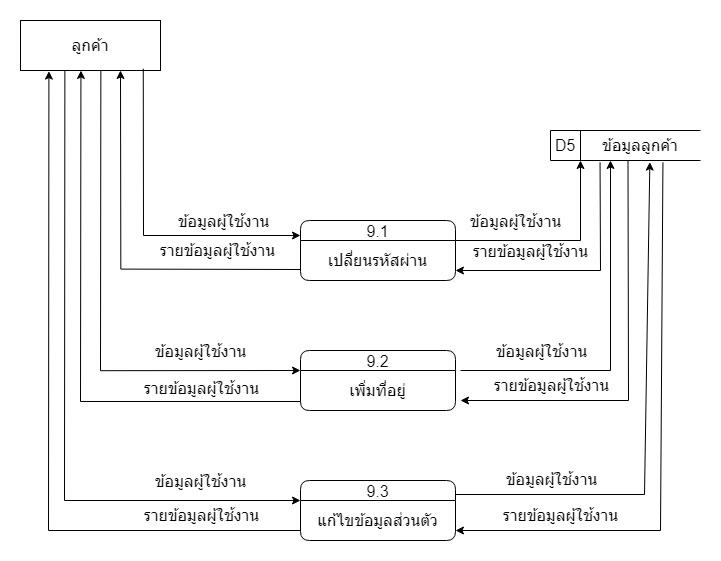 ลูกค้า
D5 ข้อมูลลูกค้า
ข้อมูลผู้ใช้งาน 9.1 ข้อมูลผู้ใช้งาน
รายข้อมูลผู้ใช้งาน เปลี่ยนรหัสผ่าน รายข้อมูลผู้ใช้งาน
ข้อมูลผู้ใช้งาน 9.2 ข้อมูลผู้ใช้งาน
รายข้อมูลผู้ใช้งาน เพิ่มที่อยู่ รายข้อมูลผู้ใช้งาน
ข้อมูลผู้ใช้งาน 9.3 ข้อมูลผู้ใช้งาน
รายข้อมูลผู้ใช้งาน แก้ไขข้อมูลส่วนตัว รายข้อมูลผู้ใช้งาน